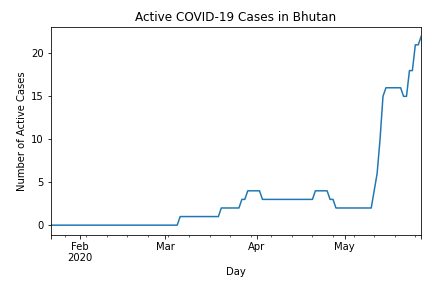 Active COVID-19 Cases in Bhutan
Number of Active Cases
20
15
10
5
0
Feb
2020
Mar
Apr
May
Day